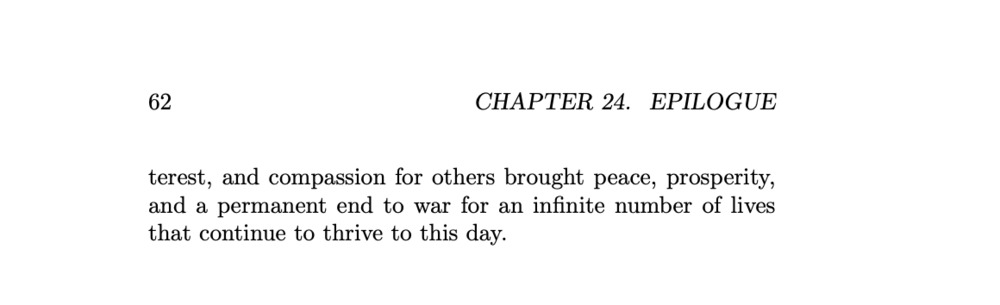 62 CHAPTER 24. EPILOGUE
terest, and compassion for others brought peace, prosperity,
and a permanent end to war for an infinite number of lives
that continue to thrive to this day.